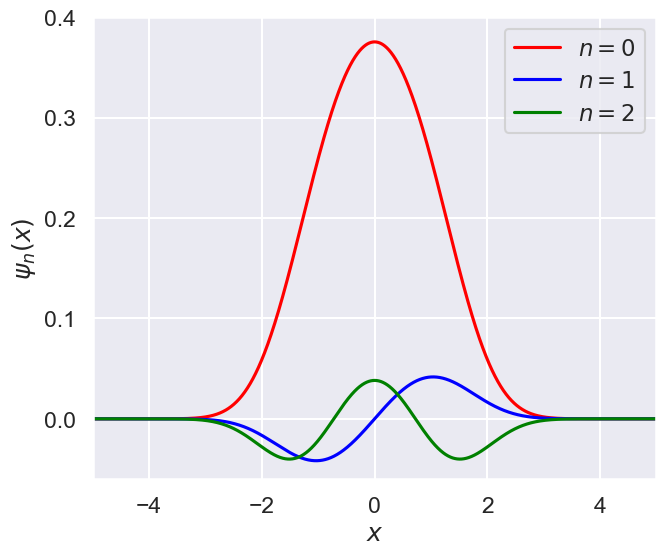 0.4
0.3
0.2
0.1
0.0
−4 −2 0 2 4
x
ψₙ(x)
n = 0
n = 1
n = 2